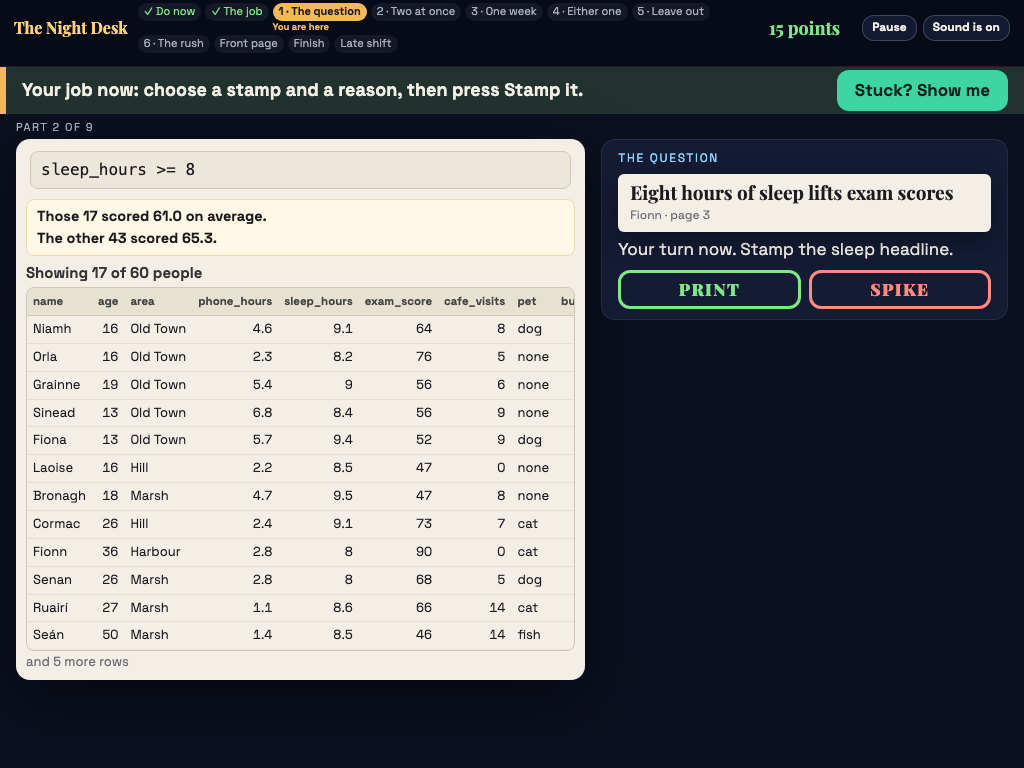 The Night Desk
✓ Do now
✓ The job
1 · The question
2 · Two at once
3 · One week
4 · Either one
5 · Leave out
You are here
6 · The rush
Front page
Finish
Late shift
15 points
Pause
Sound is on
Your job now: choose a stamp and a reason, then press Stamp it.
Stuck? Show me
PART 2 OF 9
sleep_hours >= 8
Those 17 scored 61.0 on average.
The other 43 scored 65.3.
Showing 17 of 60 people
name age area phone_hours sleep_hours exam_score cafe_visits pet bu
Niamh 16 Old Town 4.6 9.1 64 8 dog
Orla 16 Old Town 2.3 8.2 76 5 none
Grainne 19 Old Town 5.4 9 56 6 none
Sinead 13 Old Town 6.8 8.4 56 9 none
Fiona 13 Old Town 5.7 9.4 52 9 dog
Laoise 16 Hill 2.2 8.5 47 0 none
Bronagh 18 Marsh 4.7 9.5 47 8 none
Cormac 26 Hill 2.4 9.1 73 7 cat
Fionn 36 Harbour 2.8 8 90 0 cat
Senan 26 Marsh 2.8 8 68 5 dog
Ruairí 27 Marsh 1.1 8.6 66 14 cat
Seán 50 Marsh 1.4 8.5 46 14 fish
and 5 more rows
THE QUESTION
Eight hours of sleep lifts exam scores
Fionn · page 3
Your turn now. Stamp the sleep headline.
PRINT
SPIKE